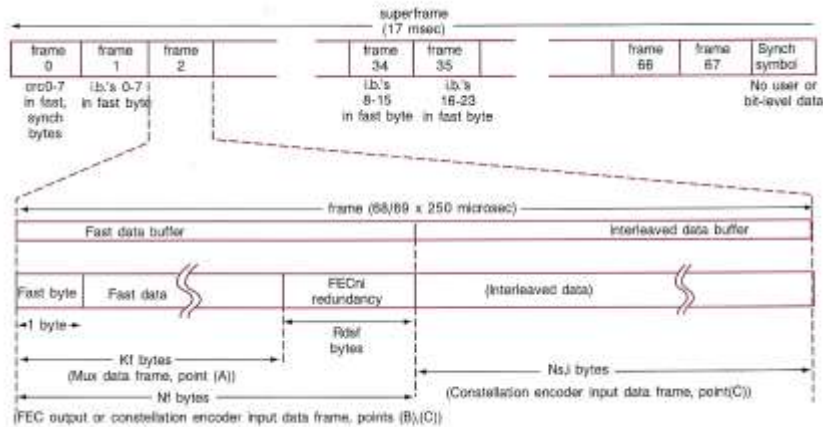 superframe
(17 msec)
frame 0
frame 1
frame 2
frame 34
frame 35
frame 66
frame 67
Synch symbol
crc0-7
in fast,
synch
bytes
i.b.'s 0-7
in fast byte
i.b.'s
8-15
in fast byte
i.b.'s
16-23
in fast byte
No user or
bit-level data
frame (68/69 x 250 microsec)
Fast data buffer
Interleaved data buffer
Fast byte
Fast data
FECni
redundancy
(Interleaved data)
1 byte
Rdsf
bytes
Kf bytes
(Mux data frame, point (A))
Ns,i bytes
(Constellation encoder input data frame, point(C))
Nf bytes
(FEC output or constellation encoder input data frame, points (B),(C))